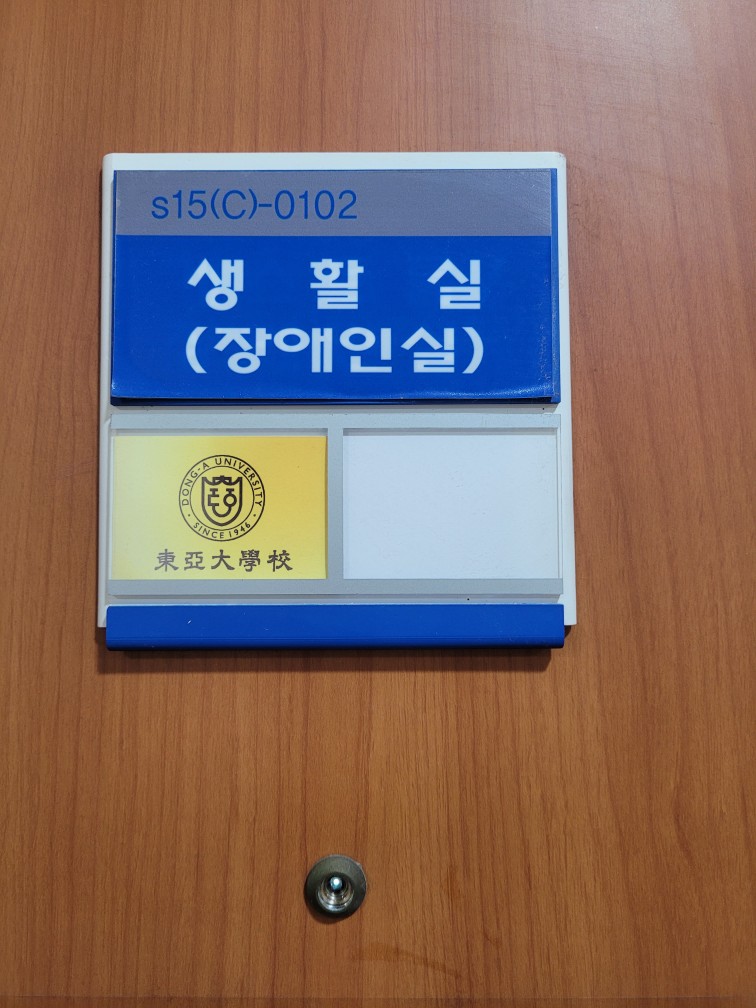 s15(C)-0102
생 활 실
(장애인실)
DONG-A UNIVERSITY
SINCE 1946
東亞大學校